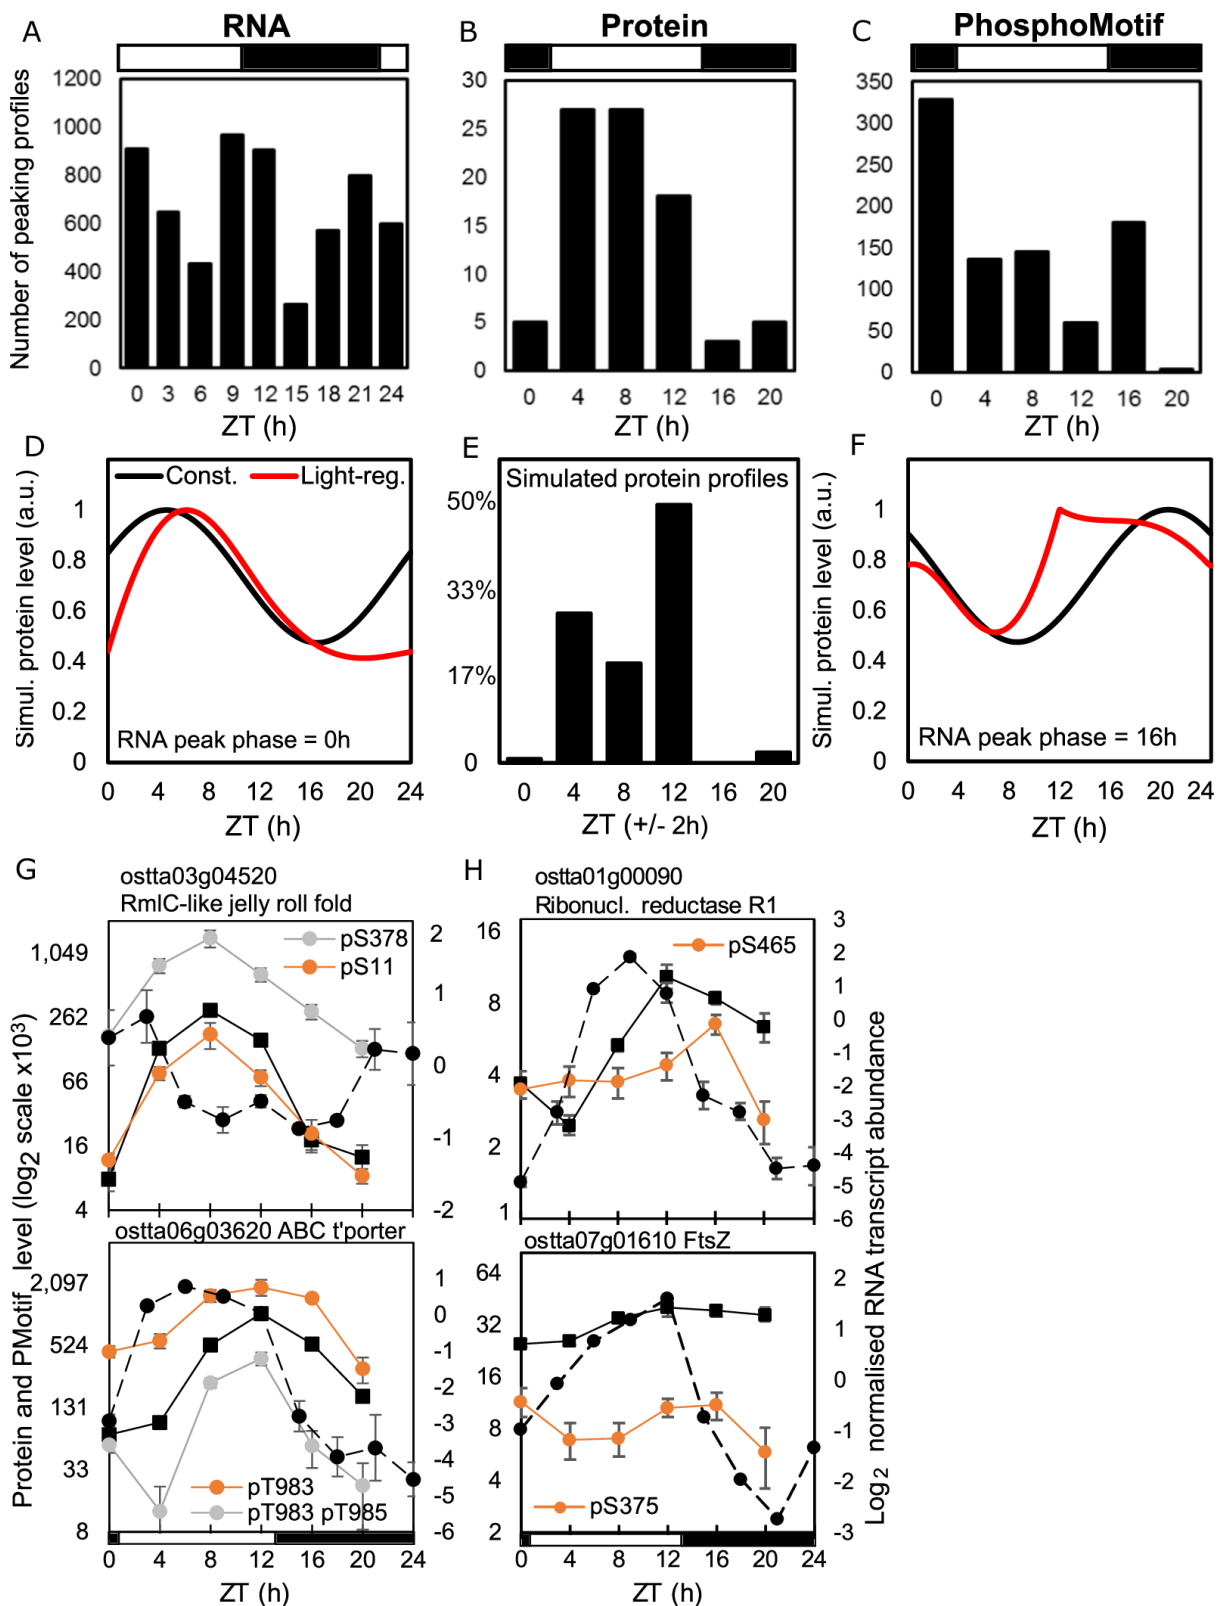 A RNA B Protein C PhosphoMotif
Number of peaking profiles
1200
1000
800
600
400
200
0
0 3 6 9 12 15 18 21 24
ZT (h)
30
25
20
15
10
5
0
0 4 8 12 16 20
ZT (h)
350
300
250
200
150
100
50
0
0 4 8 12 16 20
ZT (h)
D
Const. Light-reg.
Simul. protein level (a.u.)
1
0.8
0.6
0.4
0.2
0
RNA peak phase = 0h
0 4 8 12 16 20 24
ZT (h)
E
Simulated protein profiles
50%
33%
17%
0
0 4 8 12 16 20
ZT (+/- 2h)
F
Simul. protein level (a.u.)
1
0.8
0.6
0.4
0.2
0
RNA peak phase = 16h
0 4 8 12 16 20 24
ZT (h)
G
ostta03g04520
RmlC-like jelly roll fold
pS378
pS11
1,049
262
66
16
4
2
1
0
-1
-2
Protein and PMotif level (log2 scale x10³)
ostta06g03620 ABC t'porter
2,097
524
131
33
8
1
0
-1
-2
-3
-4
-5
-6
pT983
pT983 pT985
0 4 8 12 16 20 24
ZT (h)
H
ostta01g00090
Ribonucl. reductase R1
pS465
16
8
4
2
1
3
2
1
0
-1
-2
-3
-4
-5
-6
Log2 normalised RNA transcript abundance
ostta07g01610 FtsZ
64
32
16
8
4
2
2
1
0
-1
-2
-3
pS375
0 4 8 12 16 20 24
ZT (h)